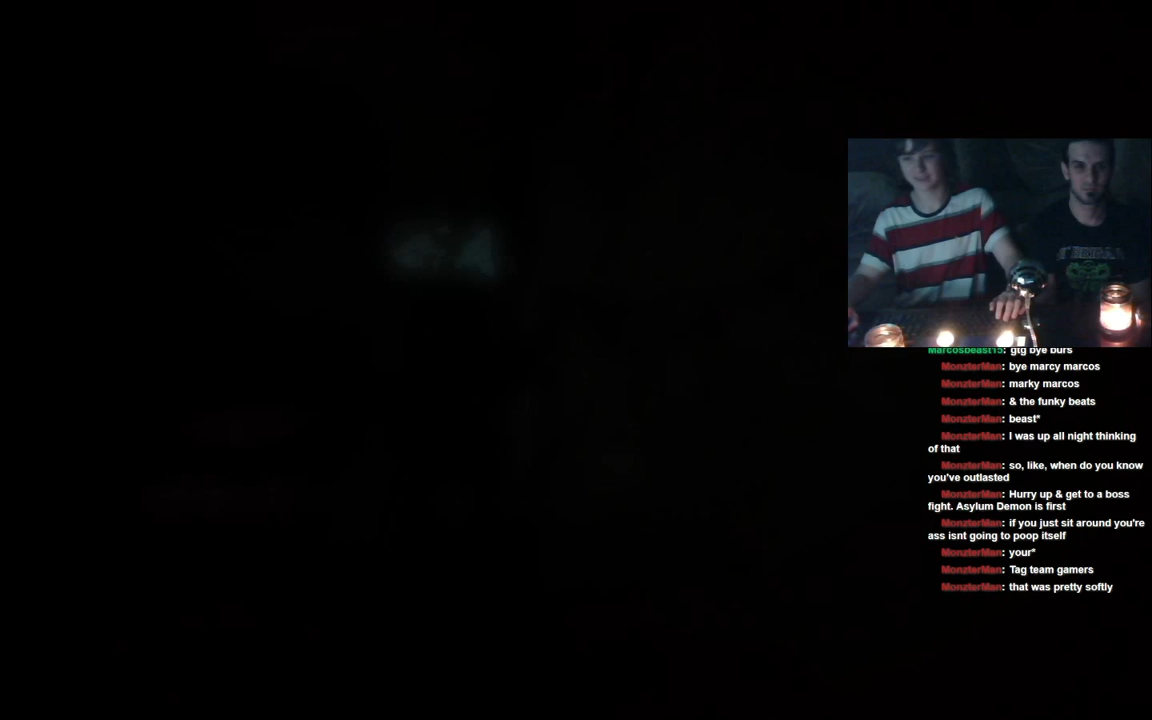 Marcosbeast15: gtg bye burs
MonzterMan: bye marcy marcos
MonzterMan: marky marcos
MonzterMan: & the funky beats
MonzterMan: beast*
MonzterMan: I was up all night thinking
of that
MonzterMan: so, like, when do you know
you've outlasted
MonzterMan: Hurry up & get to a boss
fight. Asylum Demon is first
MonzterMan: if you just sit around you're
ass isnt going to poop itself
MonzterMan: your*
MonzterMan: Tag team gamers
MonzterMan: that was pretty softly